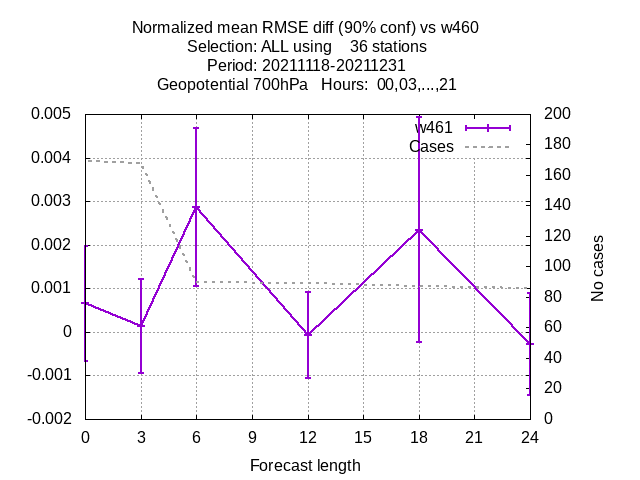 Normalized mean RMSE diff (90% conf) vs w460
Selection: ALL using    36 stations
Period: 20211118-20211231
Geopotential 700hPa   Hours:  00,03,...,21
w461
Cases
0.005
0.004
0.003
0.002
0.001
0
-0.001
-0.002
200
180
160
140
120
100
80
60
40
20
0
No cases
0 3 6 9 12 15 18 21 24
Forecast length